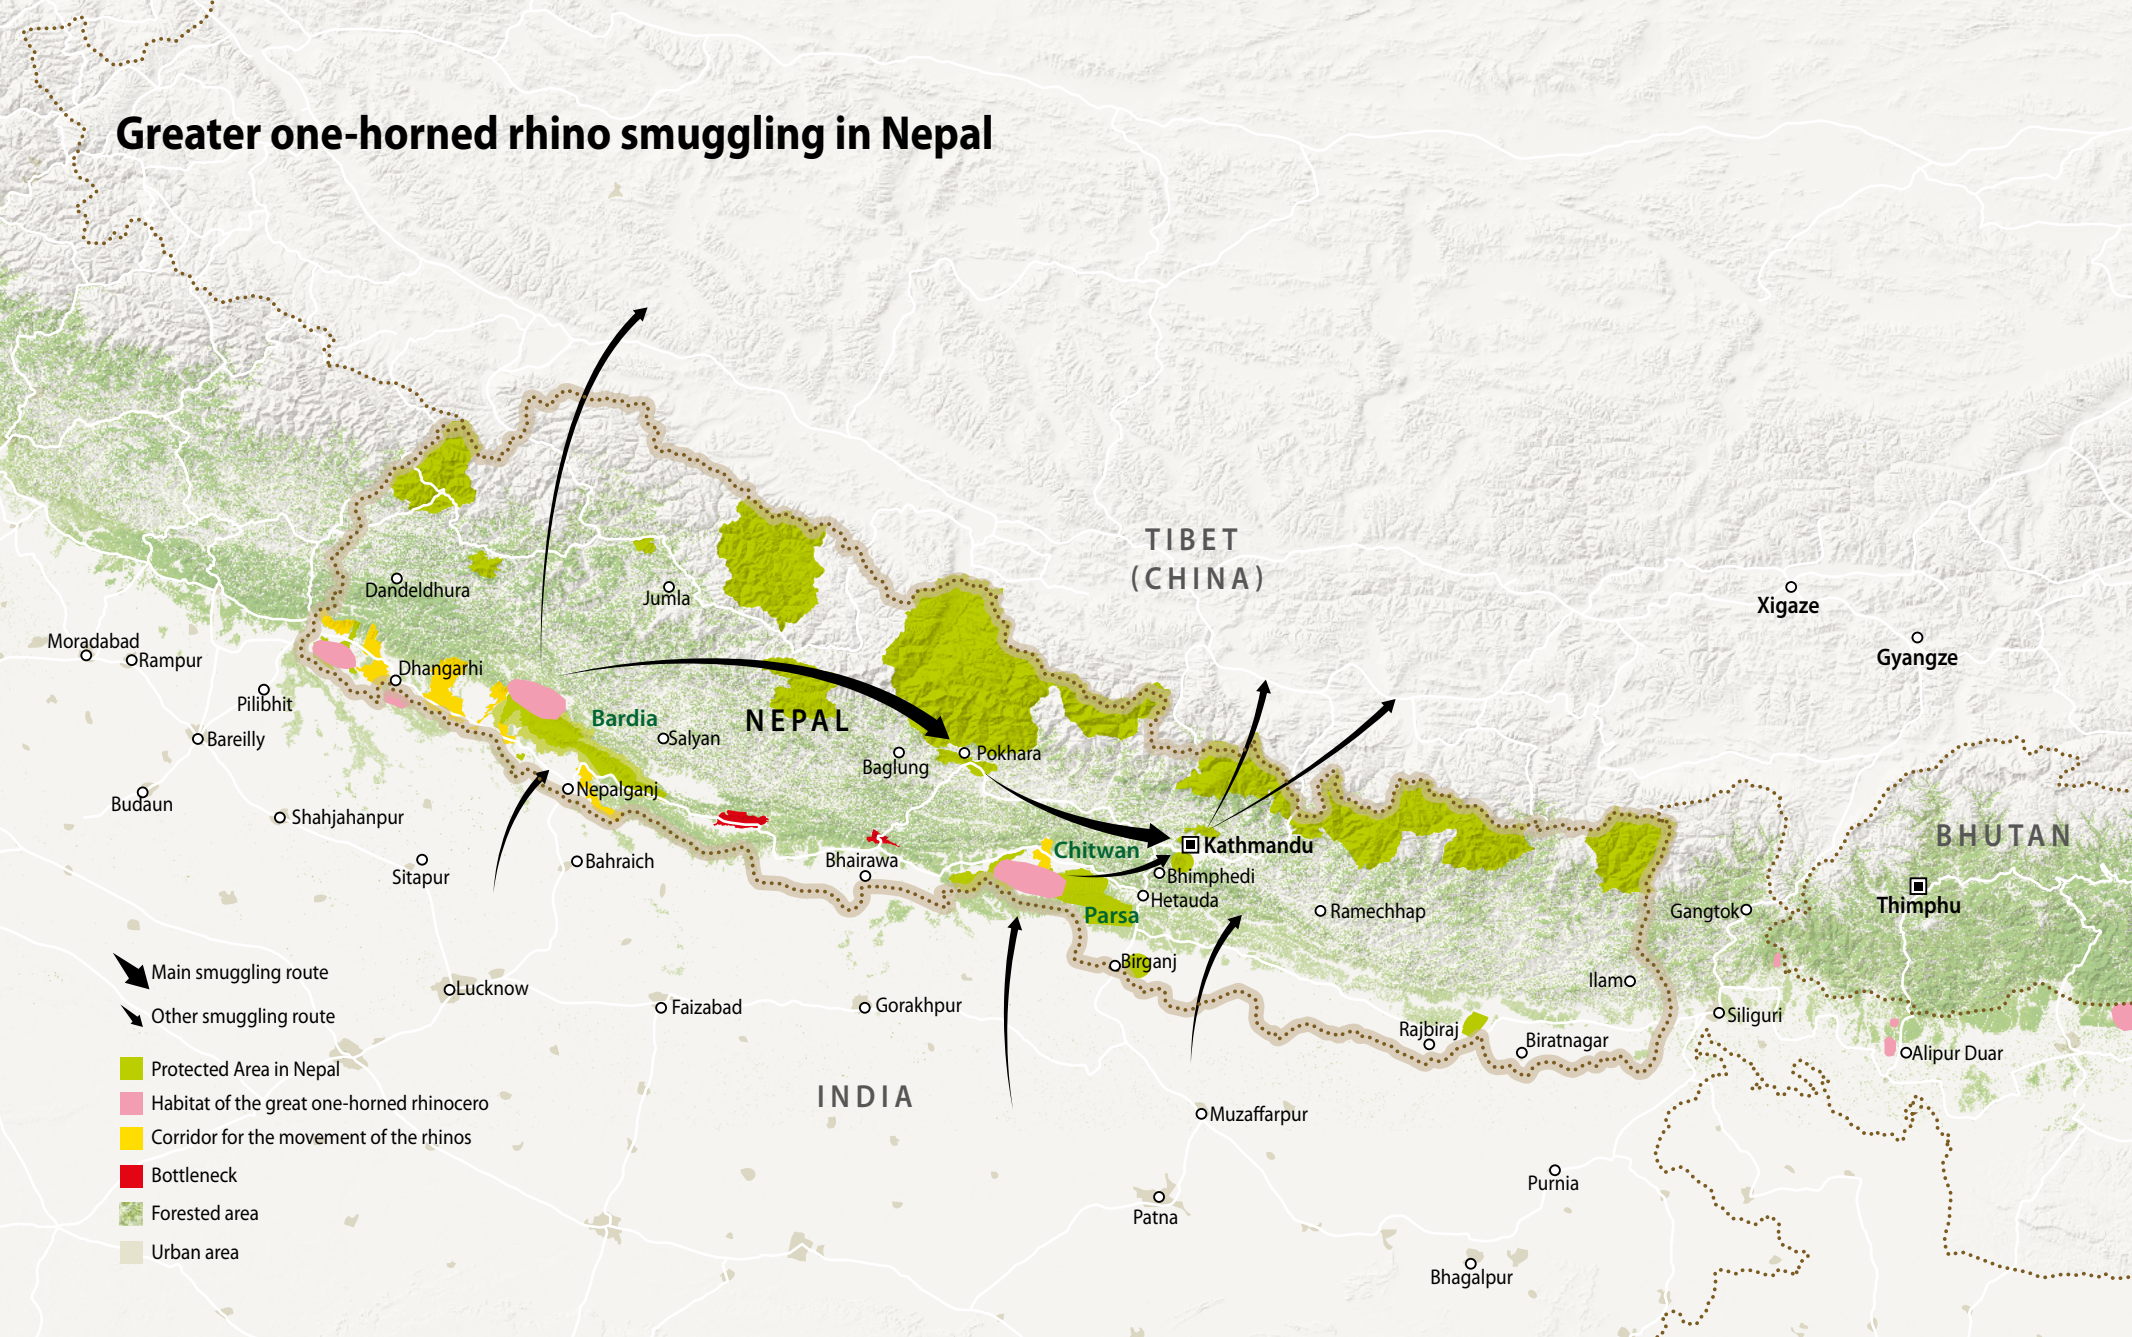 Greater one-horned rhino smuggling in Nepal
TIBET
(CHINA)
Dandeldhura
Jumla
Xigaze
Moradabad
Rampur
Gyangze
Dhangarhi
Pilibhit
Bardia
NEPAL
Bareilly
Salyan
Baglung
Pokhara
Nepalganj
Budaun
Shahjahanpur
BHUTAN
Kathmandu
Chitwan
Bhairawa
Bahraich
Sitapur
Bhimphedi
Hetauda
Thimphu
Parsa
Ramechhap
Gangtok
Birganj
Main smuggling route
Ilam
Lucknow
Faizabad
Gorakhpur
Other smuggling route
Siliguri
Rajbiraj
Biratnagar
Alipur Duar
Protected Area in Nepal
INDIA
Habitat of the great one-horned rhinocero
Muzaffarpur
Corridor for the movement of the rhinos
Bottleneck
Purnia
Forested area
Patna
Urban area
Bhagalpur